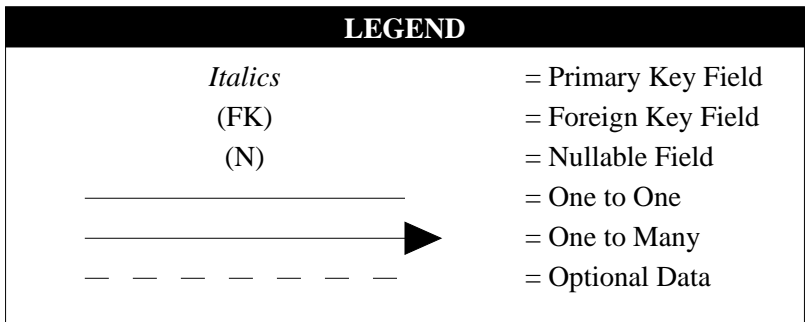 LEGEND
Italics = Primary Key Field
(FK) = Foreign Key Field
(N) = Nullable Field
= One to One
= One to Many
= Optional Data